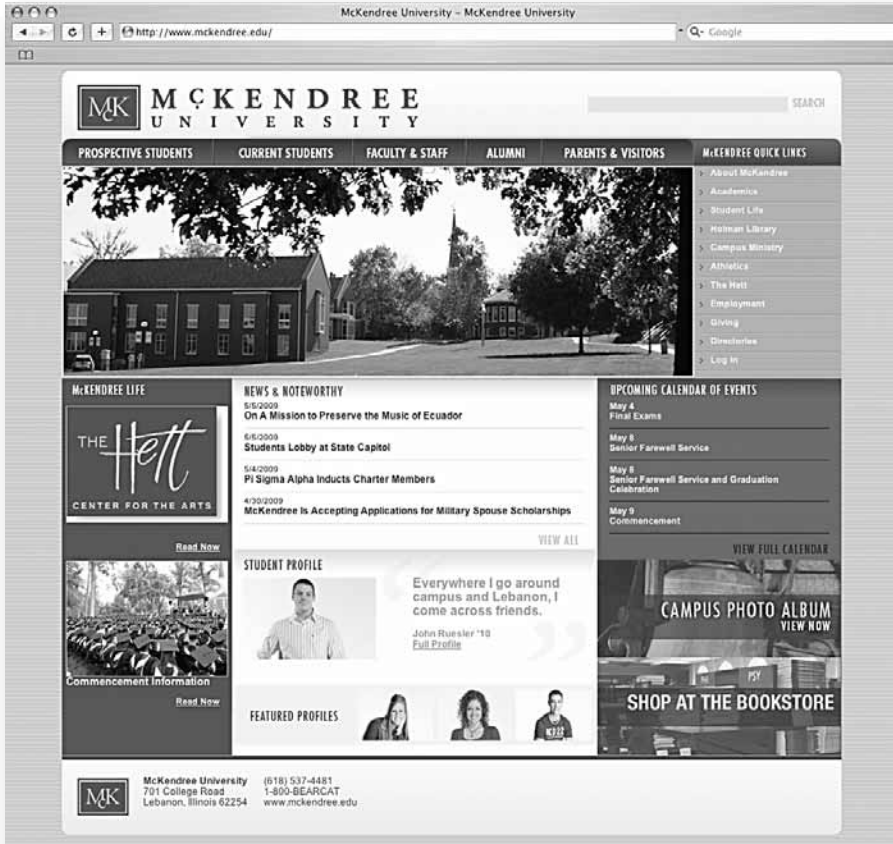 McKendree University – McKendree University
http://www.mckendree.edu/
Google
McK
McKENDREE
UNIVERSITY
SEARCH
PROSPECTIVE STUDENTS
CURRENT STUDENTS
FACULTY & STAFF
ALUMNI
PARENTS & VISITORS
McKENDREE QUICK LINKS
About McKendree
Academics
Student Life
Holman Library
Campus Ministry
Athletics
The Hett
Employment
Giving
Directories
Log In
McKENDREE LIFE
THE Hett
CENTER FOR THE ARTS
Read Now
Commencement Information
Read Now
NEWS & NOTEWORTHY
5/5/2009
On A Mission to Preserve the Music of Ecuador
5/5/2009
Students Lobby at State Capitol
5/4/2009
Pi Sigma Alpha Inducts Charter Members
4/30/2009
McKendree Is Accepting Applications for Military Spouse Scholarships
VIEW ALL
STUDENT PROFILE
Everywhere I go around
campus and Lebanon, I
come across friends.
John Ruesler '10
Full Profile
FEATURED PROFILES
UPCOMING CALENDAR OF EVENTS
May 4
Final Exams
May 8
Senior Farewell Service
May 8
Senior Farewell Service and Graduation
Celebration
May 9
Commencement
VIEW FULL CALENDAR
CAMPUS PHOTO ALBUM
VIEW NOW
PSY
SHOP AT THE BOOKSTORE
McK
McKendree University
701 College Road
Lebanon, Illinois 62254
(618) 537-4481
1-800-BEARCAT
www.mckendree.edu